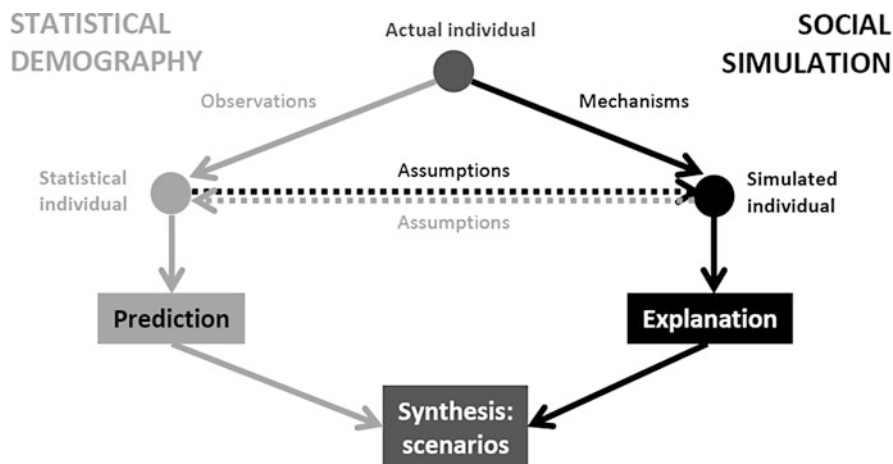 STATISTICAL
DEMOGRAPHY
Actual individual
SOCIAL
SIMULATION
Observations
Mechanisms
Statistical
individual
Assumptions
Assumptions
Simulated
individual
Prediction
Explanation
Synthesis:
scenarios